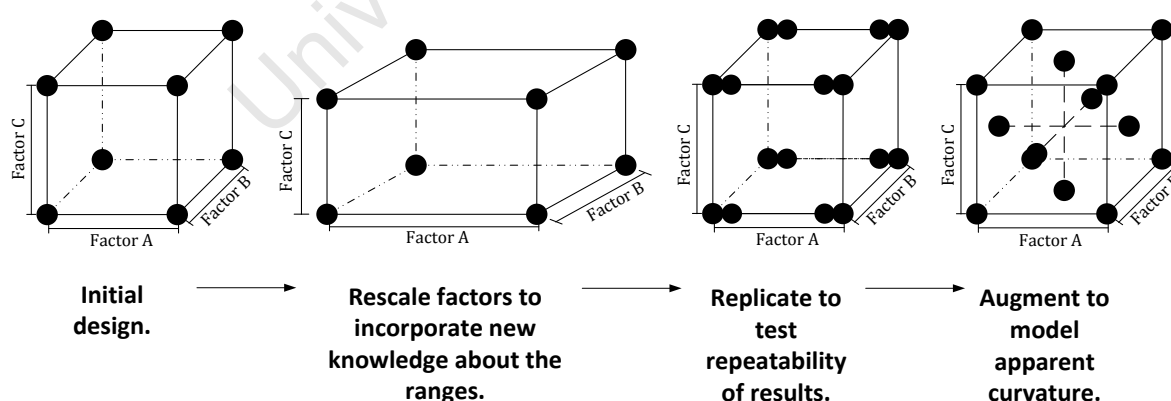 Univ
Factor C
Factor A
Factor B
Factor C
Factor A
Factor B
Factor C
Factor A
Factor B
Factor C
Factor A
Initial
design.
Rescale factors to
incorporate new
knowledge about the
ranges.
Replicate to
test
repeatability
of results.
Augment to
model
apparent
curvature.